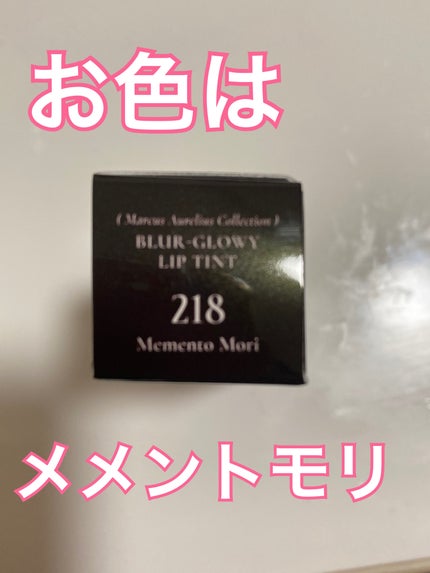 お色は
( Marcus Aurelius Collection )
BLUR-GLOWY
LIP TINT
218
Memento Mori
メメントモリ